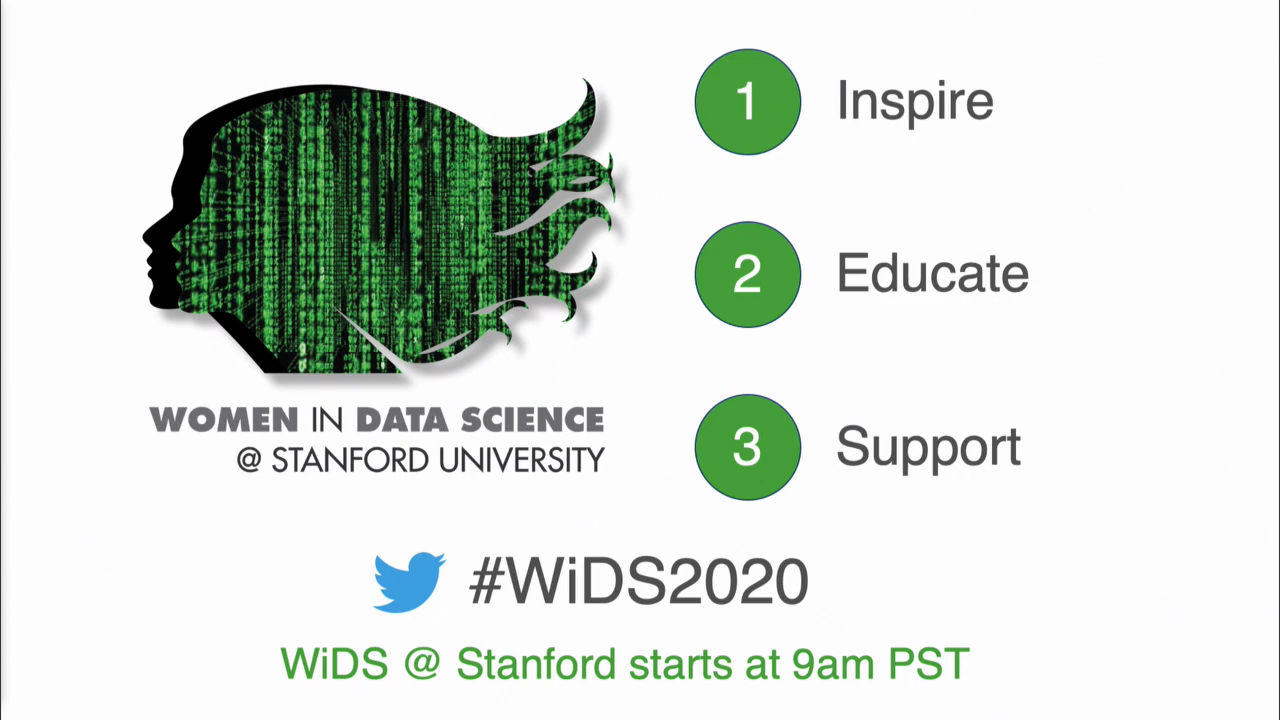 WOMEN IN DATA SCIENCE
@ STANFORD UNIVERSITY
1 Inspire
2 Educate
3 Support
#WiDS2020
WiDS @ Stanford starts at 9am PST